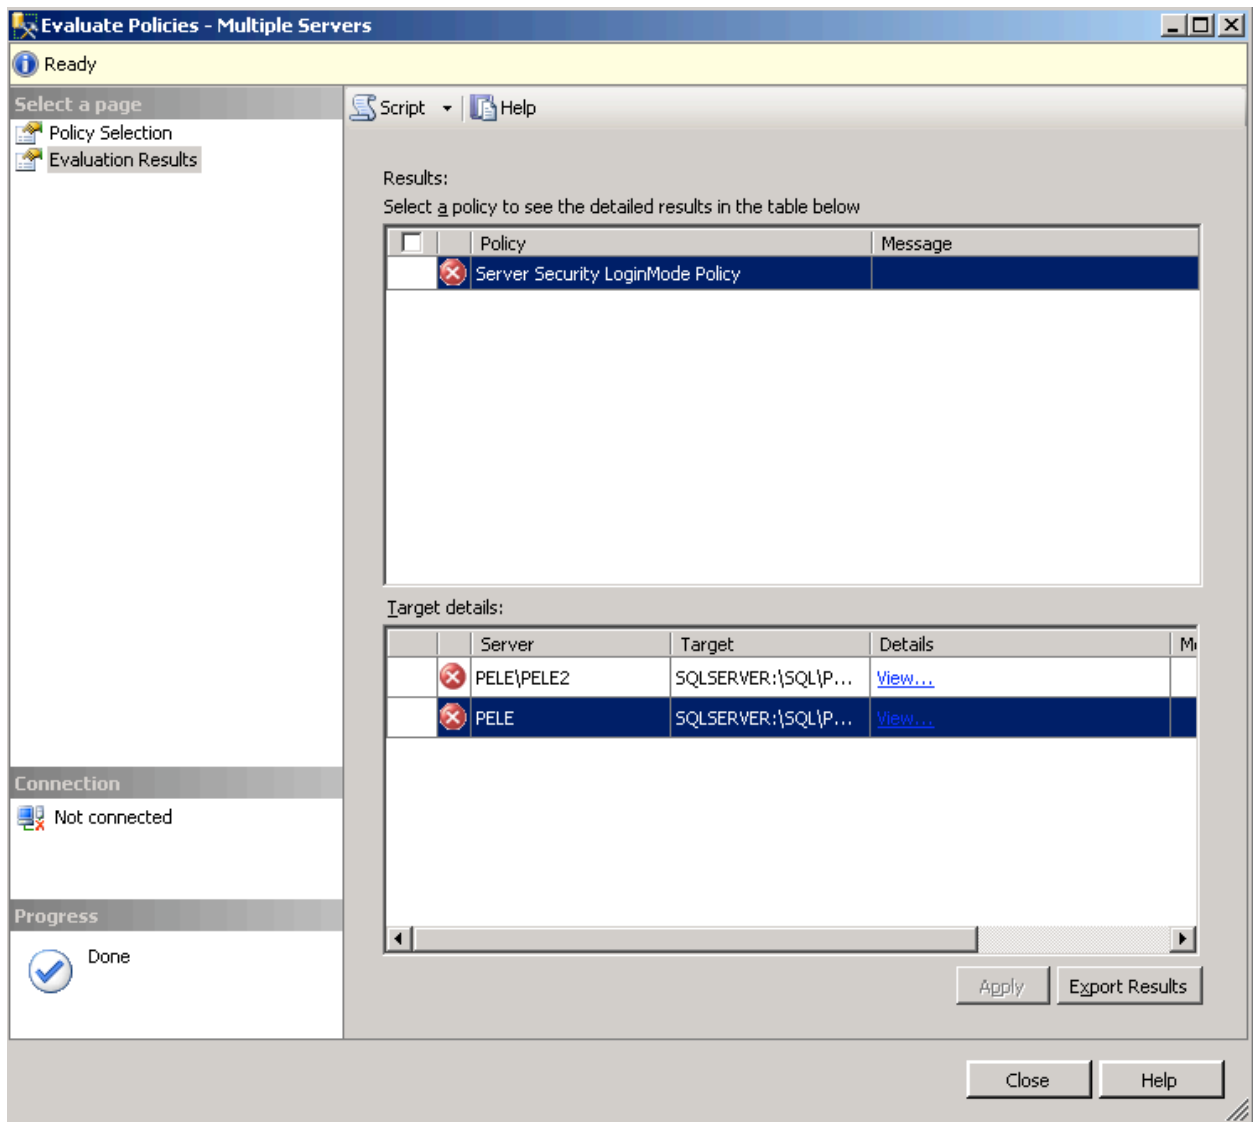 Evaluate Policies - Multiple Servers
Ready
Select a page
Policy Selection
Evaluation Results
Script
Help
Results:
Select a policy to see the detailed results in the table below
Policy Message
Server Security LoginMode Policy
Target details:
Server Target Details
PELE\PELE2 SQLSERVER:\SQL\P... View...
PELE SQLSERVER:\SQL\P... View...
Connection
Not connected
Progress
Done
Apply Export Results
Close Help